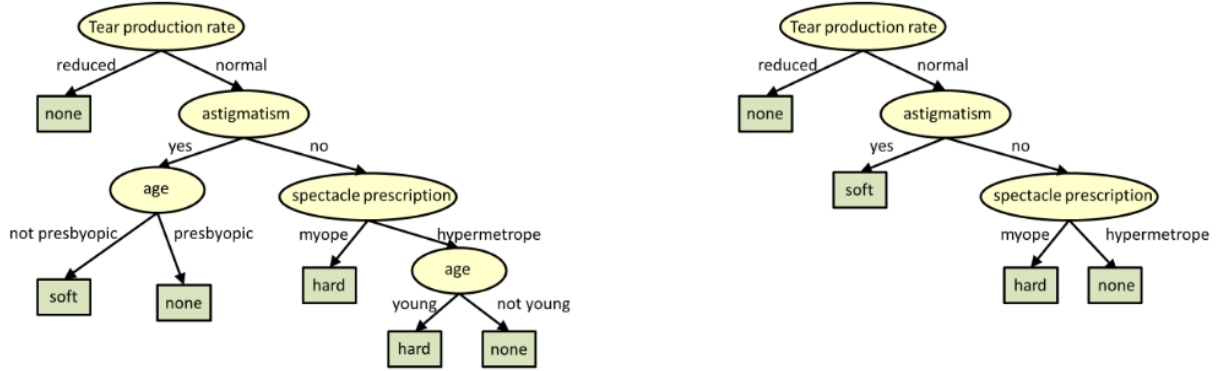 Tear production rate
reduced
normal
none
astigmatism
yes
no
age
spectacle prescription
not presbyopic
presbyopic
myope
hypermetrope
soft
none
hard
age
young
not young
hard
none
Tear production rate
reduced
normal
none
astigmatism
yes
no
soft
spectacle prescription
myope
hypermetrope
hard
none